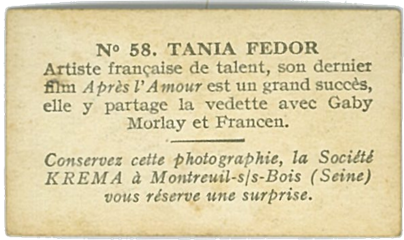 Nº 58. TANIA FEDOR
Artiste française de talent, son dernier
film Après l'Amour est un grand succès,
elle y partage la vedette avec Gaby
Morlay et Francen.
Conservez cette photographie, la Société
KREMA à Montreuil-s/s-Bois (Seine)
vous réserve une surprise.